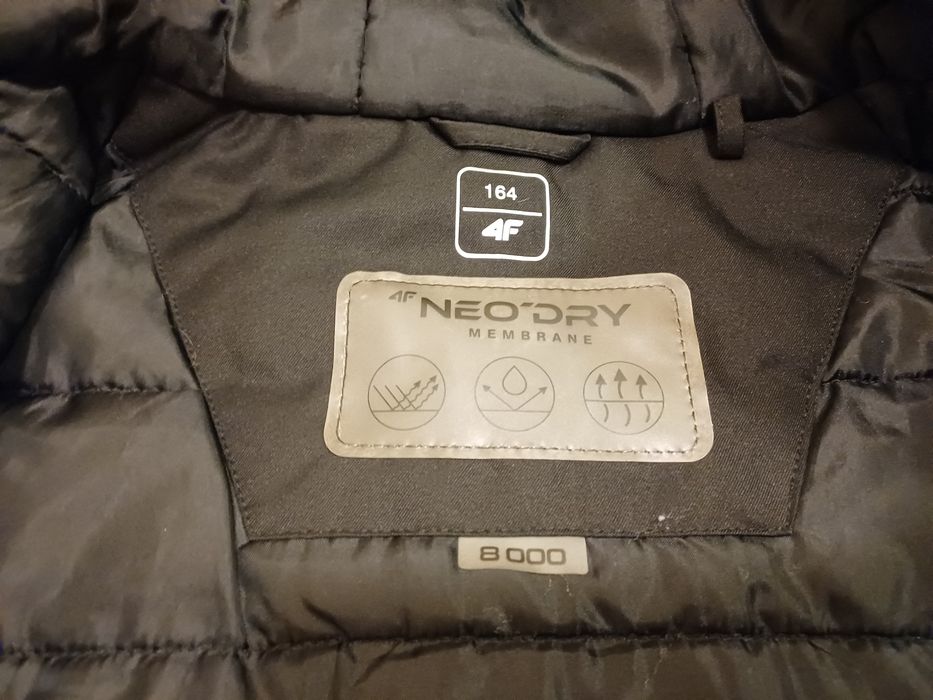 164
4F
4F NEO°DRY
MEMBRANE
8 000